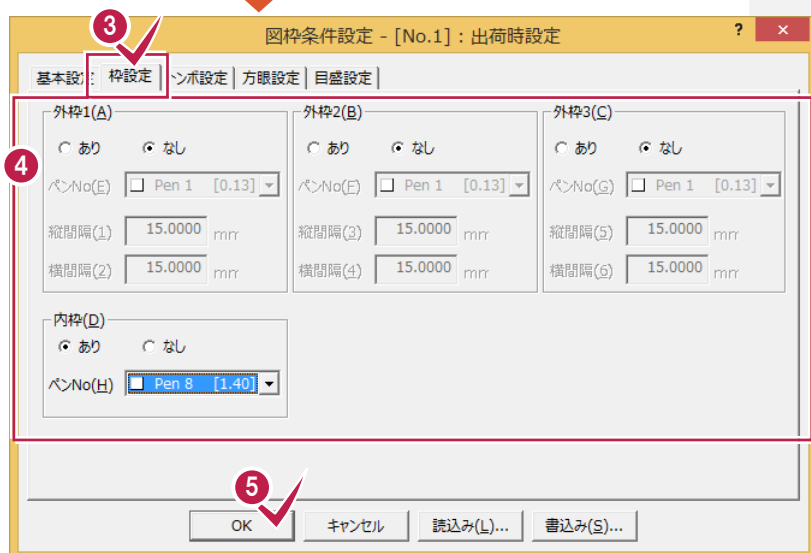 3
図枠条件設定 - [No.1] : 出荷時設定 ? ×
基本設定 枠設定 トンボ設定 方眼設定 目盛設定
4
外枠1(A) 外枠2(B) 外枠3(C)
あり なし あり なし あり なし
ペンNo(E) Pen 1 [0.13] ペンNo(F) Pen 1 [0.13] ペンNo(G) Pen 1 [0.13]
縦間隔(1) 15.0000 mm 縦間隔(3) 15.0000 mm 縦間隔(5) 15.0000 mm
横間隔(2) 15.0000 mm 横間隔(4) 15.0000 mm 横間隔(6) 15.0000 mm
内枠(D)
あり なし
ペンNo(H) Pen 8 [1.40]
5
OK キャンセル 読込み(L)... 書込み(S)...